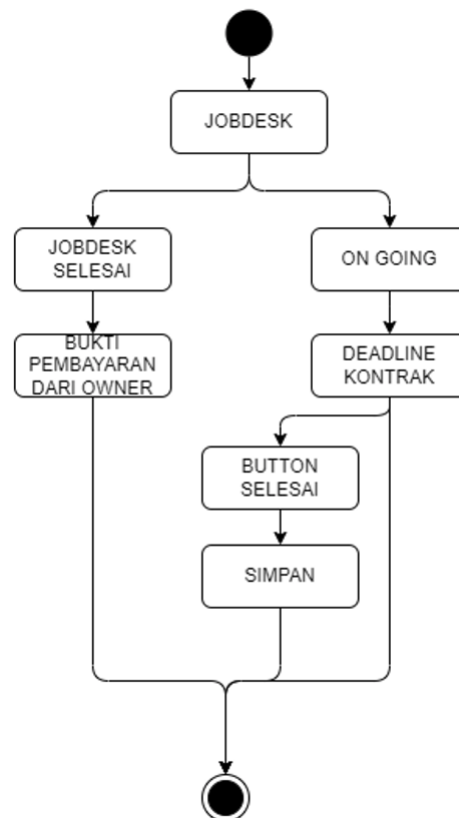 JOBDESK
JOBDESK
SELESAI
ON GOING
BUKTI
PEMBAYARAN
DARI OWNER
DEADLINE
KONTRAK
BUTTON
SELESAI
SIMPAN